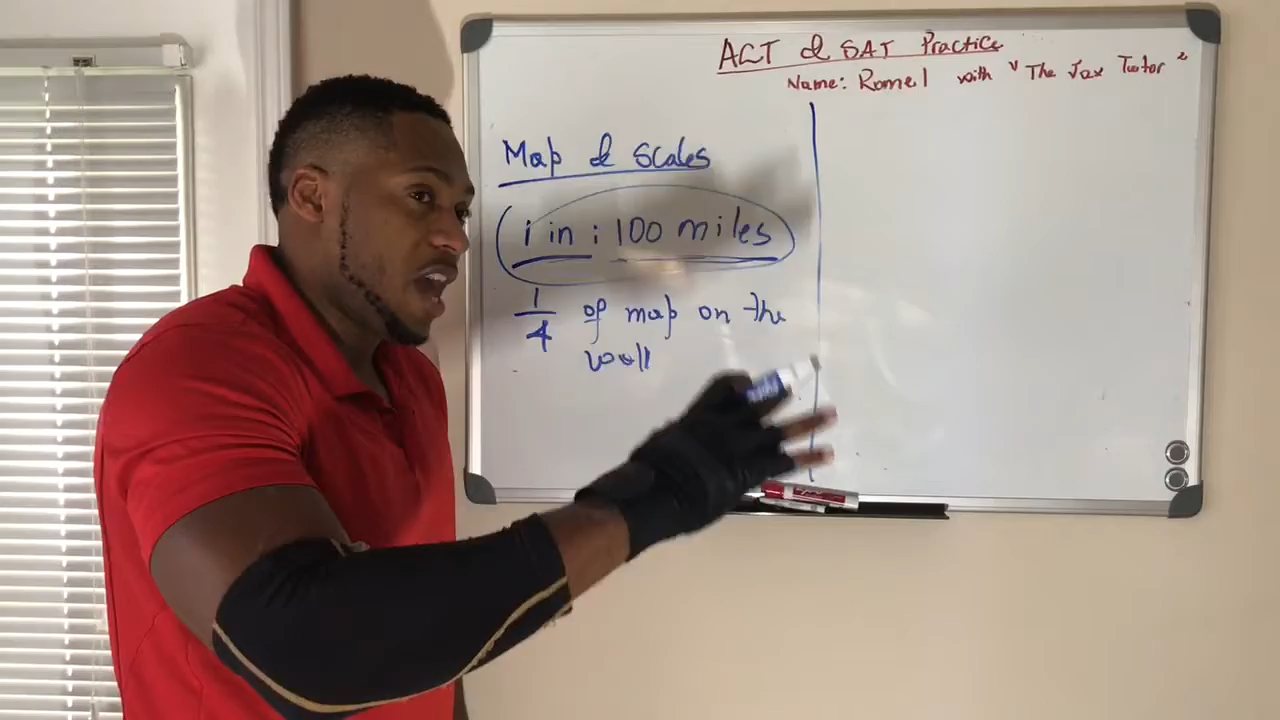 ACT & SAT Practice
Name: Romel with "The Jax Tutor"
Map & Scales
1 in : 100 miles
1/4 of map on the
wall